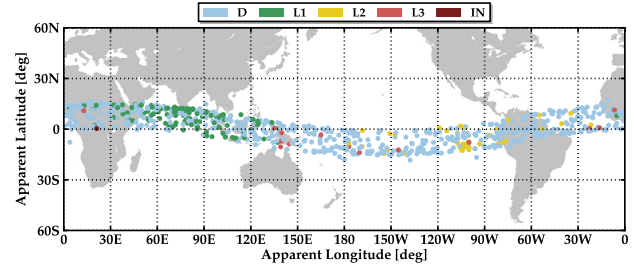 D L1 L2 L3 IN
60N
30N
0
30S
60S
Apparent Latitude [deg]
0 30E 60E 90E 120E 150E 180 150W 120W 90W 60W 30W 0
Apparent Longitude [deg]